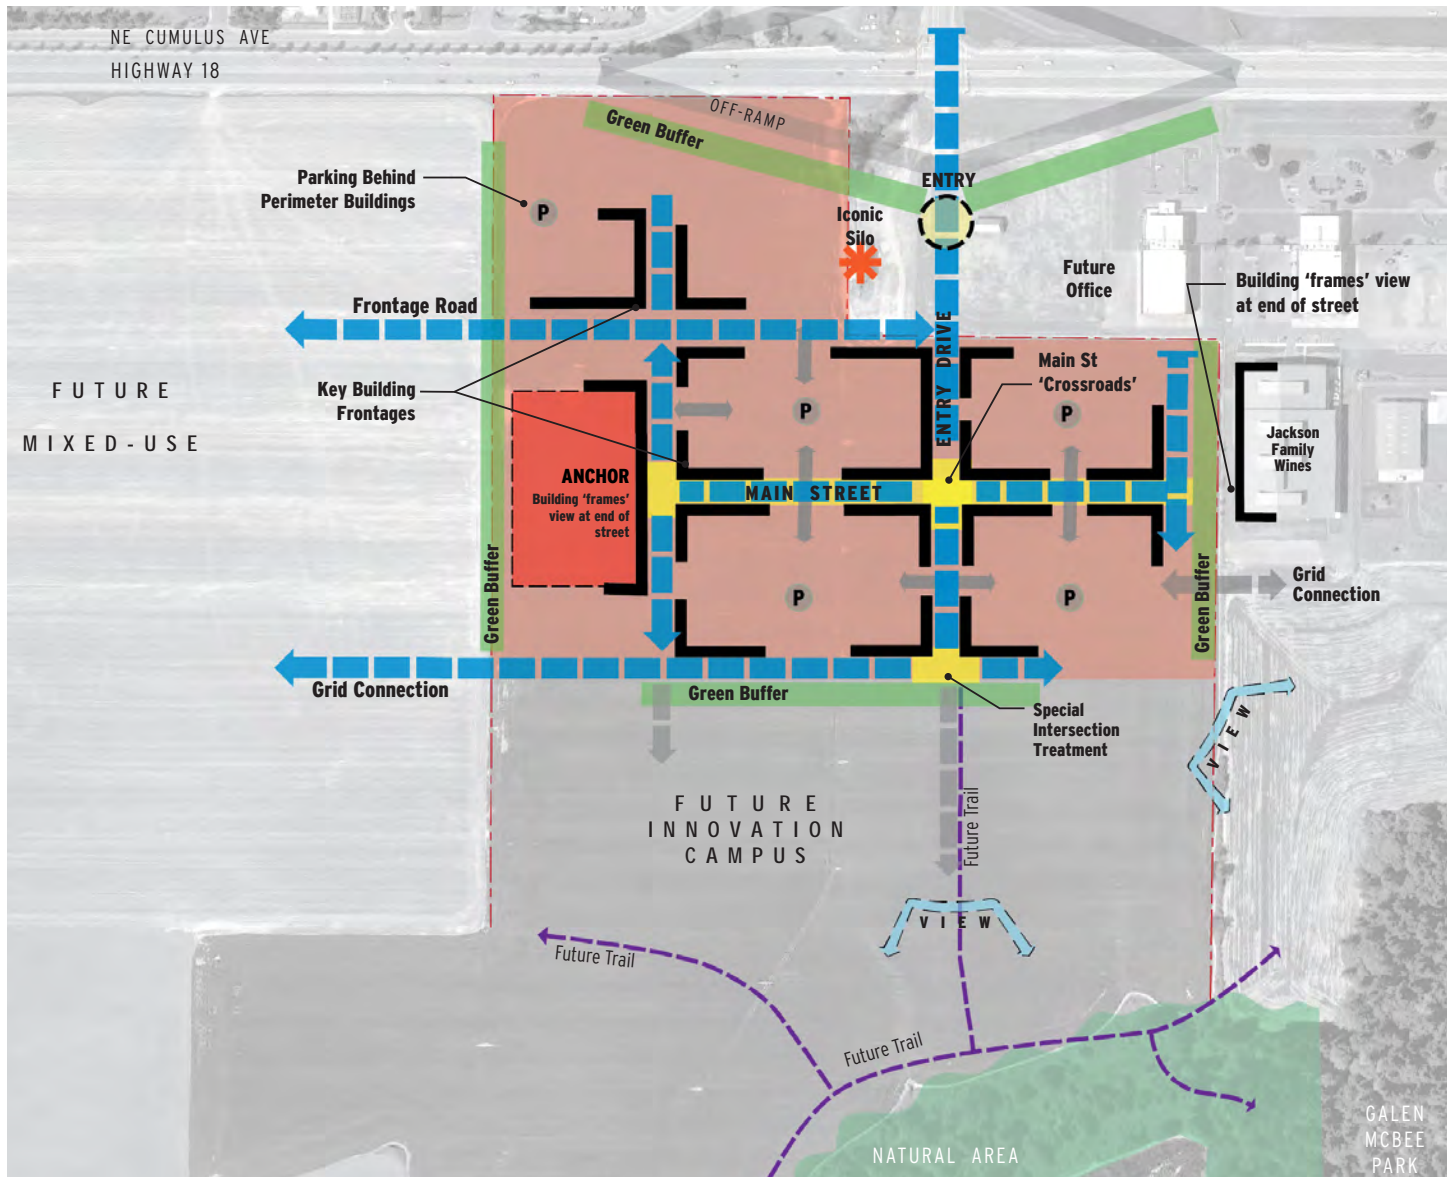 NE CUMULUS AVE
HIGHWAY 18
OFF-RAMP
Green Buffer
Parking Behind
Perimeter Buildings
P
ENTRY
Iconic
Silo
Future
Office
Building ‘frames’ view
at end of street
Frontage Road
ENTRY DRIVE
Main St
‘Crossroads’
FUTURE
MIXED-USE
Key Building
Frontages
P
P
Jackson
Family
Wines
ANCHOR
Building ‘frames’
view at end of
street
MAIN STREET
Green Buffer
P
P
Green Buffer
Grid
Connection
Grid Connection
Green Buffer
Special
Intersection
Treatment
VIEW
FUTURE
INNOVATION
CAMPUS
Future Trail
VIEW
Future Trail
Future Trail
NATURAL AREA
GALEN
MCBEE
PARK